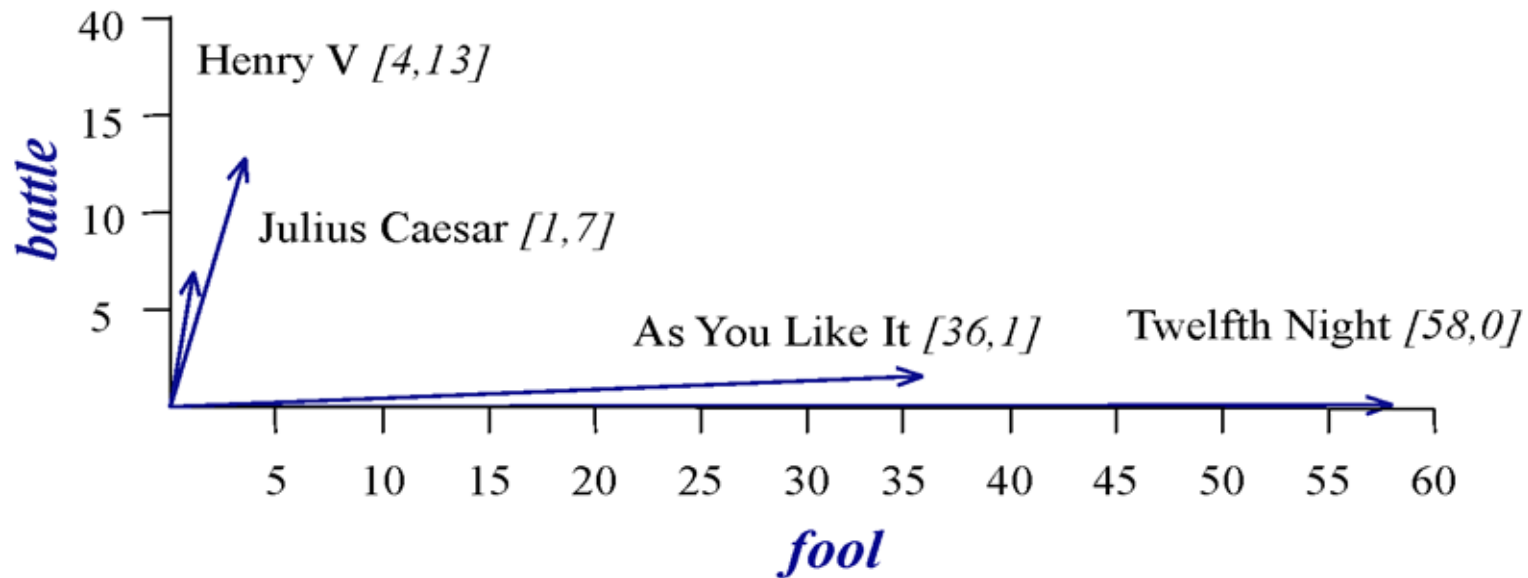 40
Henry V [4,13]
15
battle
10
Julius Caesar [1,7]
5
As You Like It [36,1]
Twelfth Night [58,0]
5 10 15 20 25 30 35 40 45 50 55 60
fool